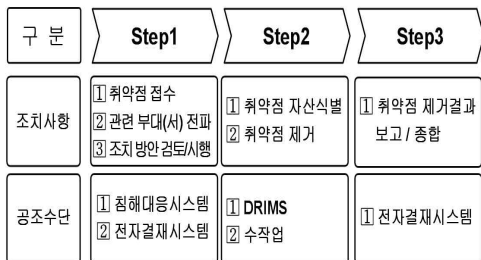 구 분 Step1 Step2 Step3
조치사항
1 취약점 접수
2 관련 부대(서) 전파
3 조치 방안 검토/시행
1 취약점 자산식별
2 취약점 제거
1 취약점 제거결과
보고 / 종합
공조수단
1 침해대응시스템
2 전자결재시스템
1 DRIMS
2 수작업
1 전자결재시스템